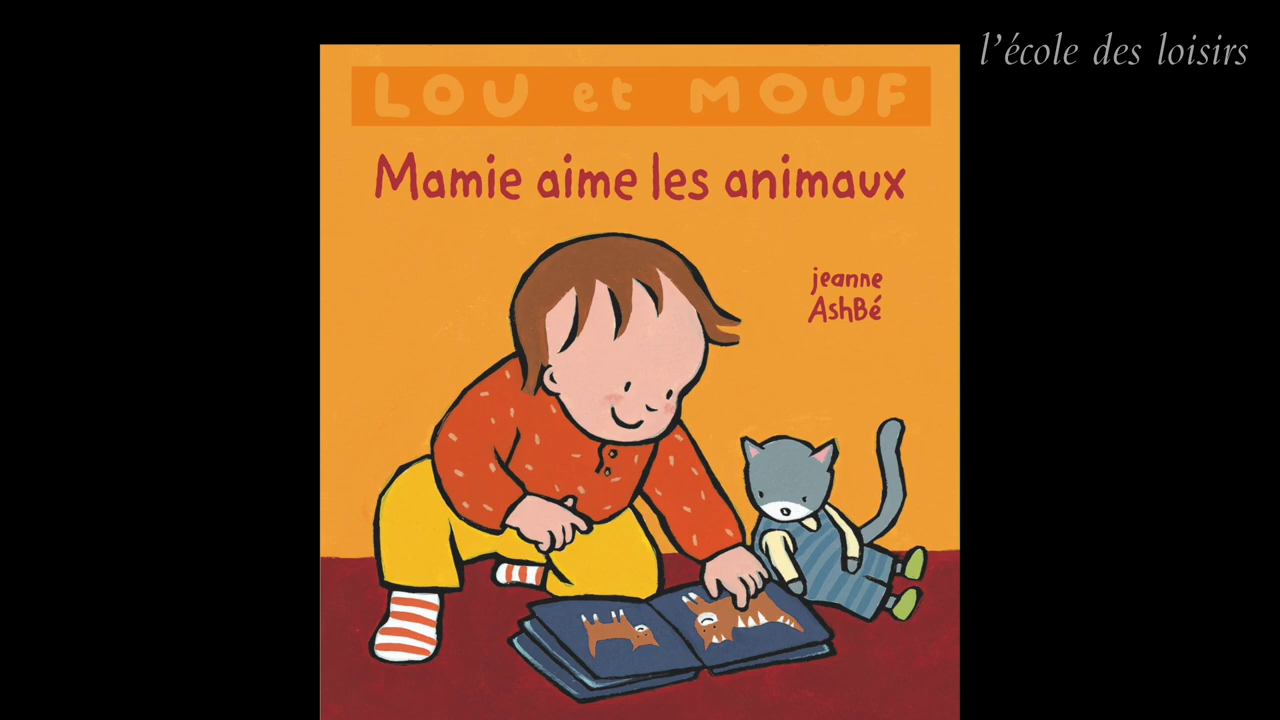 l'école des loisirs
LOU et MOUF
Mamie aime les animaux
jeanne
AshBé